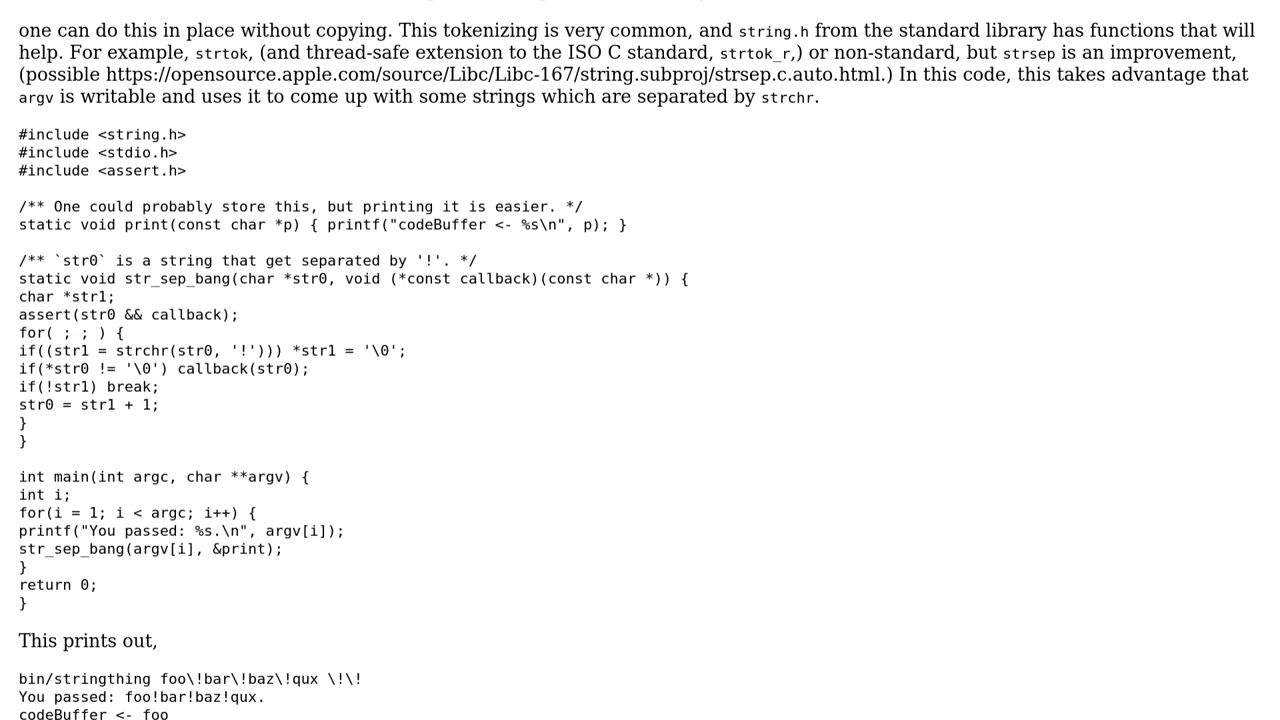 one can do this in place without copying. This tokenizing is very common, and string.h from the standard library has functions that will
help. For example, strtok, (and thread-safe extension to the ISO C standard, strtok_r,) or non-standard, but strsep is an improvement,
(possible https://opensource.apple.com/source/Libc/Libc-167/string.subproj/strsep.c.auto.html.) In this code, this takes advantage that
argv is writable and uses it to come up with some strings which are separated by strchr.
#include <string.h>
#include <stdio.h>
#include <assert.h>
/** One could probably store this, but printing it is easier. */
static void print(const char *p) { printf("codeBuffer <- %s\n", p); }
/** `str0` is a string that get separated by '!'. */
static void str_sep_bang(char *str0, void (*const callback)(const char *)) {
char *str1;
assert(str0 && callback);
for( ; ; ) {
if((str1 = strchr(str0, '!'))) *str1 = '\0';
if(*str0 != '\0') callback(str0);
if(!str1) break;
str0 = str1 + 1;
}
}
int main(int argc, char **argv) {
int i;
for(i = 1; i < argc; i++) {
printf("You passed: %s.\n", argv[i]);
str_sep_bang(argv[i], &print);
}
return 0;
}
This prints out,
bin/stringthing foo\!bar\!baz\!qux \!\!
You passed: foo!bar!baz!qux.
codeBuffer <- foo